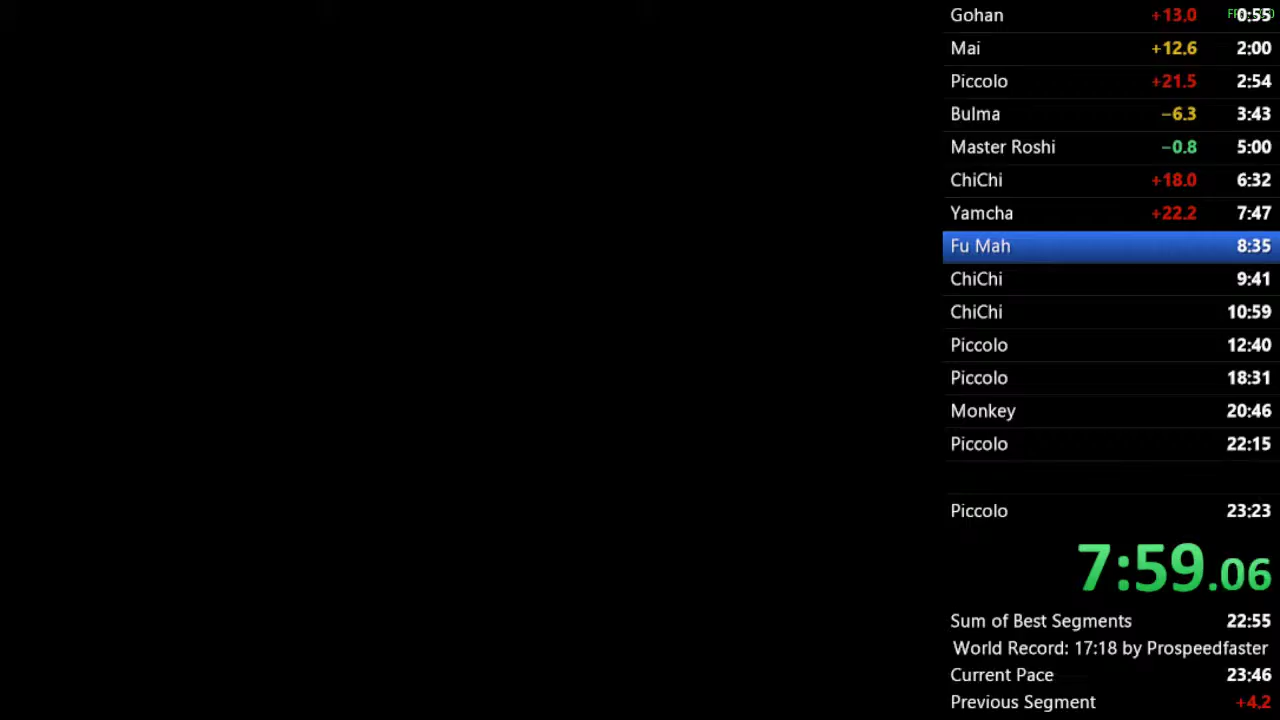 Gohan +13.0 0:55
Mai +12.6 2:00
Piccolo +21.5 2:54
Bulma −6.3 3:43
Master Roshi −0.8 5:00
ChiChi +18.0 6:32
Yamcha +22.2 7:47
Fu Mah 8:35
ChiChi 9:41
ChiChi 10:59
Piccolo 12:40
Piccolo 18:31
Monkey 20:46
Piccolo 22:15
Piccolo 23:23
7:59.06
Sum of Best Segments 22:55
World Record: 17:18 by Prospeedfaster
Current Pace 23:46
Previous Segment +4.2